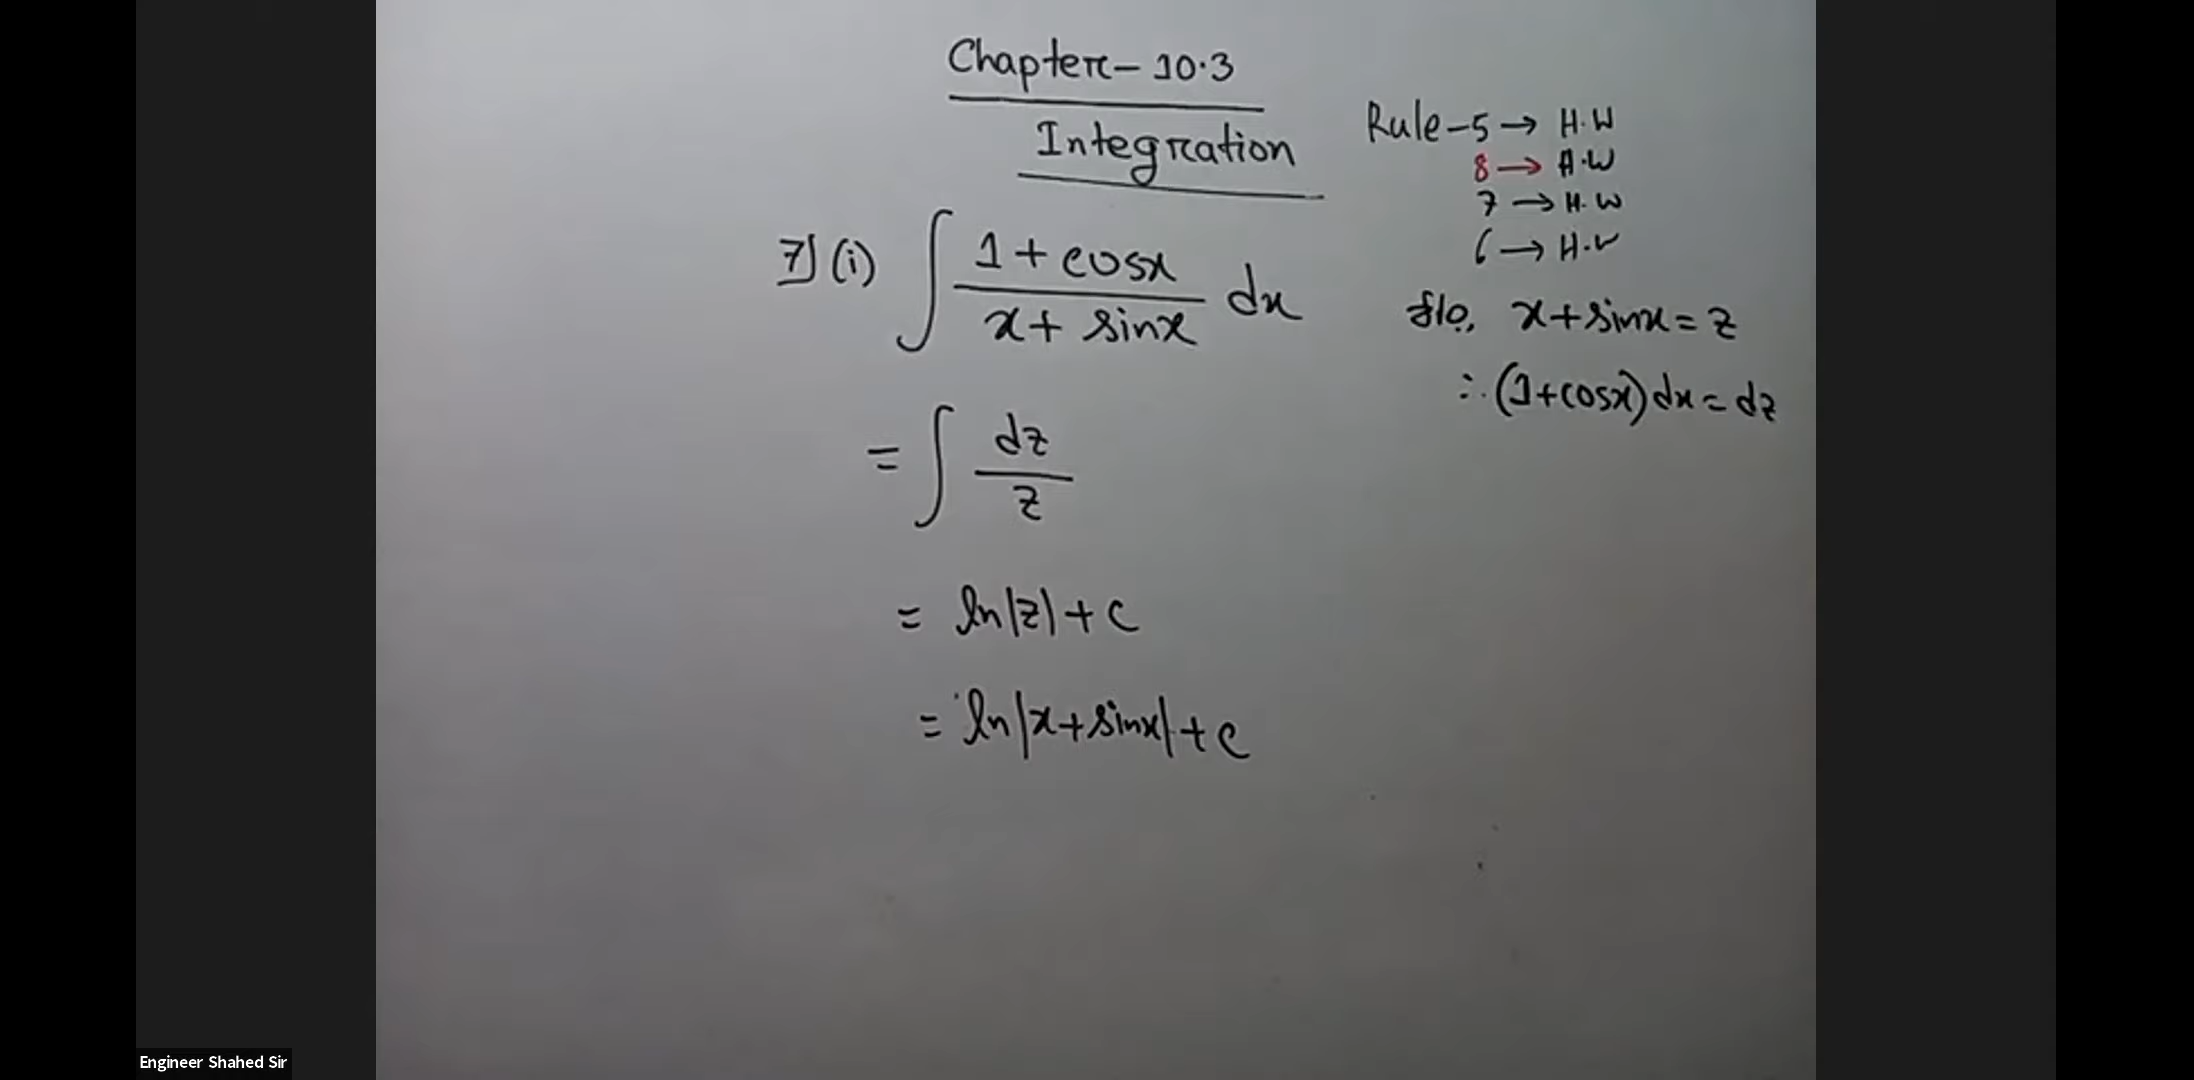 Chapter- 10.3
Integration
Rule-5 → H.W
8 → A.W
7 → H.W
6 → H.W
7] (i) ∫ (1 + cosx)/(x + sinx) dx
ধরি, x + sinx = z
∴ (1+cosx) dx = dz
= ∫ dz/z
= ln|z| + c
= ln|x + sinx| + c
Engineer Shahed Sir